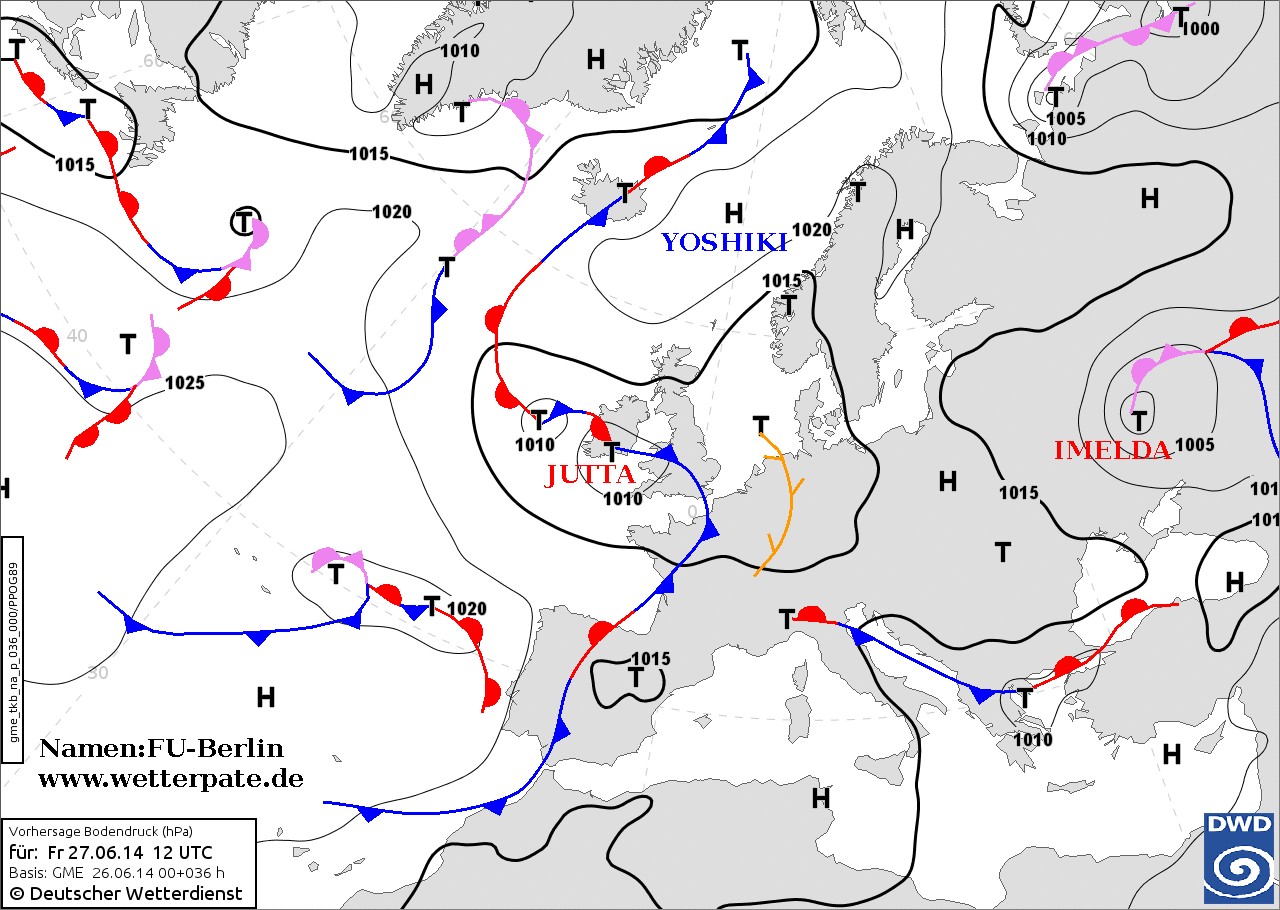 T
T
1000
1010
H
H
T
T
T
T
1005
1010
1015
1015
60
T
T
H
YOSHIKI
1020
T
H
H
1020
T
T
1015
T
40
T
1025
T
1010
JUTTA
T
1010
T
IMELDA
T
1005
H
H
1015
101
101
0
T
H
T
T
1020
T
30
H
1015
T
T
1010
H
H
gme_tkb_na_p_036_000/PPOG89
Namen:FU-Berlin
www.wetterpate.de
Vorhersage Bodendruck (hPa)
für: Fr 27.06.14 12 UTC
Basis: GME 26.06.14 00+036 h
© Deutscher Wetterdienst
DWD